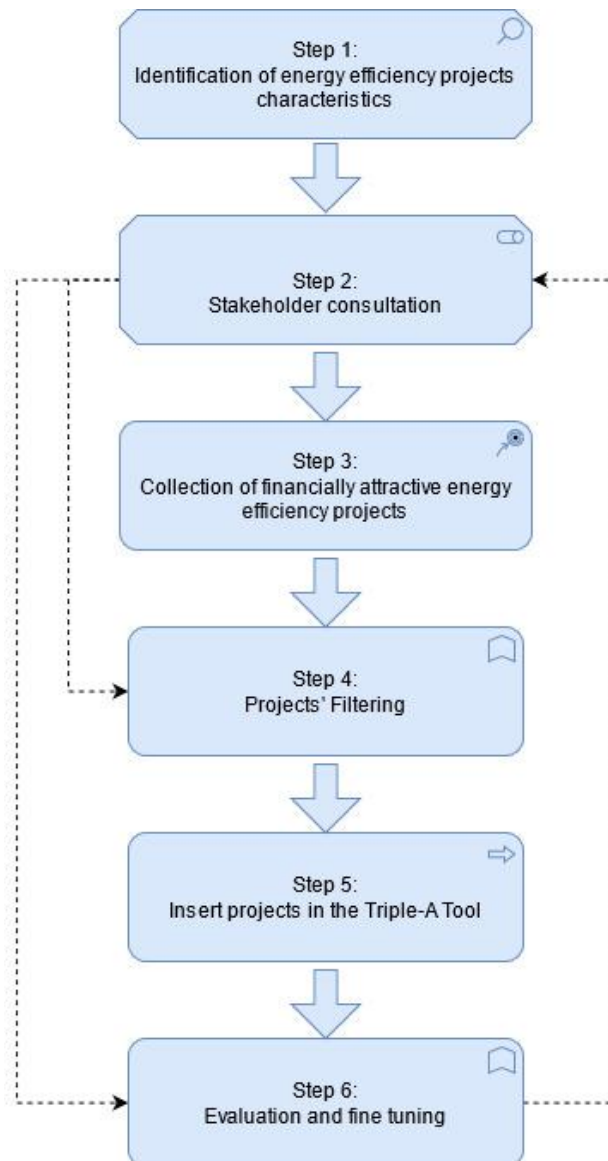 Step 1:
Identification of energy efficiency projects
characteristics
Step 2:
Stakeholder consultation
Step 3:
Collection of financially attractive energy
efficiency projects
Step 4:
Projects' Filtering
Step 5:
Insert projects in the Triple-A Tool
Step 6:
Evaluation and fine tuning